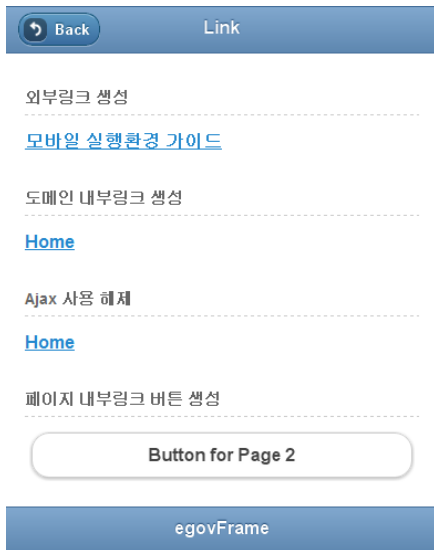 Back
Link
외부링크 생성
모바일 실행환경 가이드
도메인 내부링크 생성
Home
Ajax 사용 해제
Home
페이지 내부링크 버튼 생성
Button for Page 2
egovFrame